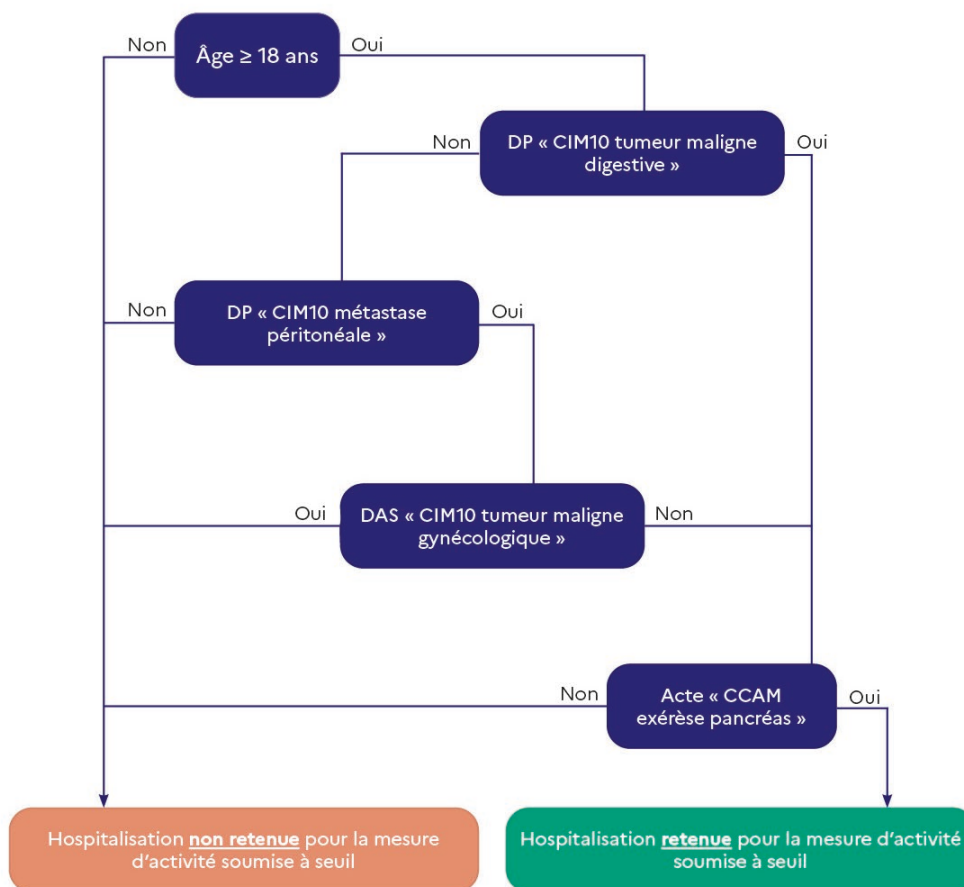 Non
Âge ≥ 18 ans
Oui
Non
DP « CIM10 tumeur maligne
digestive »
Oui
Non
DP « CIM10 métastase
péritonéale »
Oui
Oui
DAS « CIM10 tumeur maligne
gynécologique »
Non
Non
Acte « CCAM
exérèse pancréas »
Oui
Hospitalisation non retenue pour la mesure
d’activité soumise à seuil
Hospitalisation retenue pour la mesure d’activité
soumise à seuil